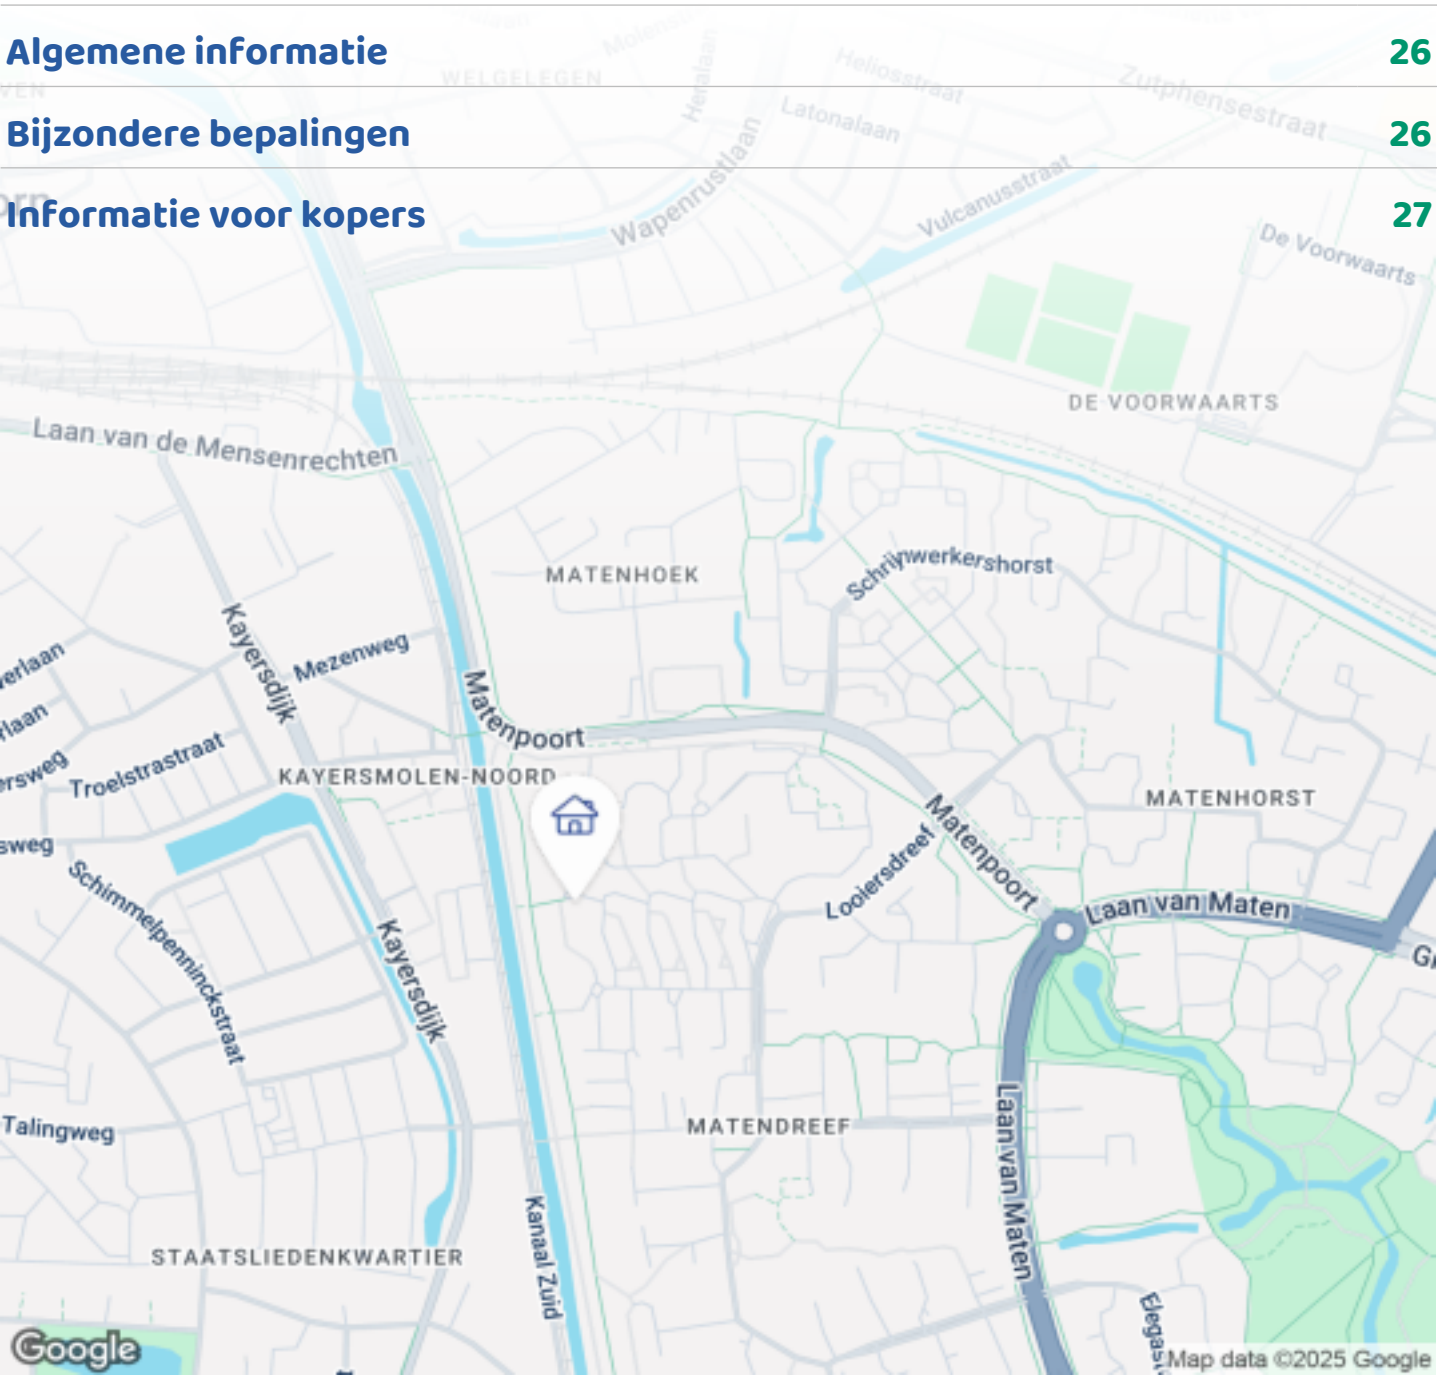 Algemene informatie 26
Bijzondere bepalingen 26
Informatie voor kopers 27
WELGELEGEN
Heliosstraat
Latonalaan
Zutphensestraat
Wapenrustlaan
Vulcanusstraat
De Voorwaarts
DE VOORWAARTS
Laan van de Mensenrechten
MATENHOEK
Schrijnwerkershorst
Kayersdijk
Mezenweg
Matenpoort
Troelstrastraat
KAYERSMOLEN-NOORD
MATENHORST
Matenpoort
Looiersdreef
Laan van Maten
Schimmelpenninckstraat
Kayersdijk
Talingweg
MATENDREEF
Laan van Maten
Kanaal Zuid
STAATSLIEDENKWARTIER
Google
Map data ©2025 Google